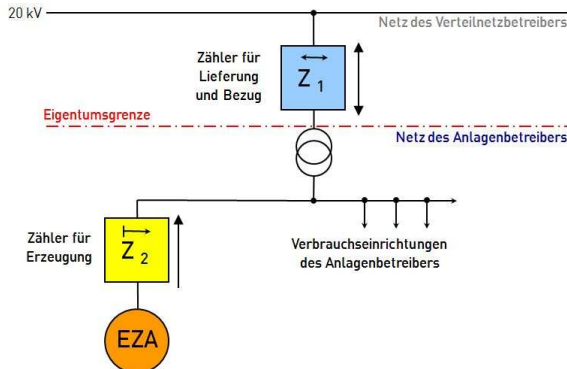 20 kV
Netz des Verteilnetzbetreibers
Zähler für
Lieferung
und Bezug
Z 1
Eigentumsgrenze
Netz des Anlagenbetreibers
Zähler für
Erzeugung
Z 2
Verbrauchseinrichtungen
des Anlagenbetreibers
EZA